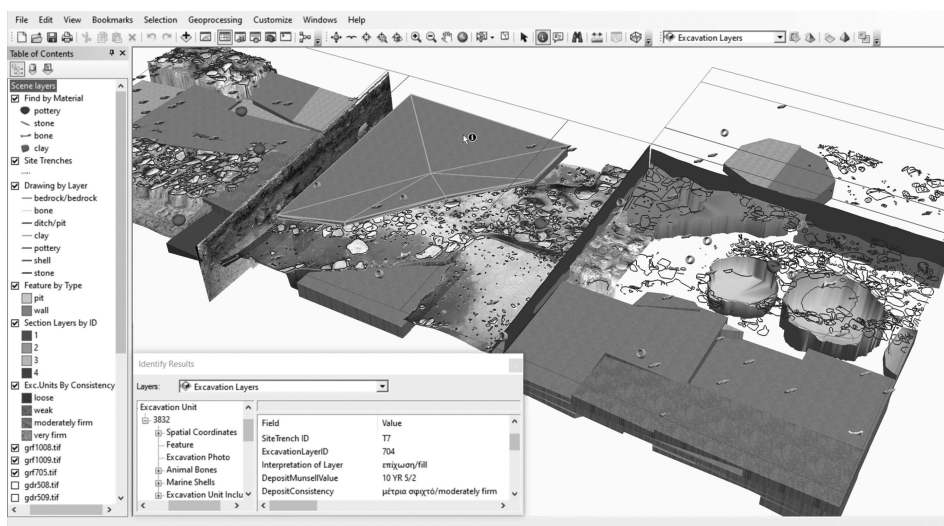 File Edit View Bookmarks Selection Geoprocessing Customize Windows Help
Excavation Layers
Table of Contents
Scene layers
Find by Material
pottery
stone
bone
clay
Site Trenches
Drawing by Layer
bedrock/bedrock
bone
ditch/pit
clay
pottery
shell
stone
Feature by Type
pit
wall
Section Layers by ID
1
2
3
4
Exc.Units By Consistency
loose
weak
moderately firm
very firm
grf1008.tif
grf1009.tif
grf705.tif
gdr508.tif
gdr509.tif
Identify Results
Layers: Excavation Layers
Excavation Unit
3832
Spatial Coordinates
Feature
Excavation Photo
Animal Bones
Marine Shells
Excavation Unit Inclu
Field Value
SiteTrench ID T7
ExcavationLayerID 704
Interpretation of Layer επίχωση/fill
DepositMunsellValue 10 YR 5/2
DepositConsistency μέτρια σφιχτό/moderately firm